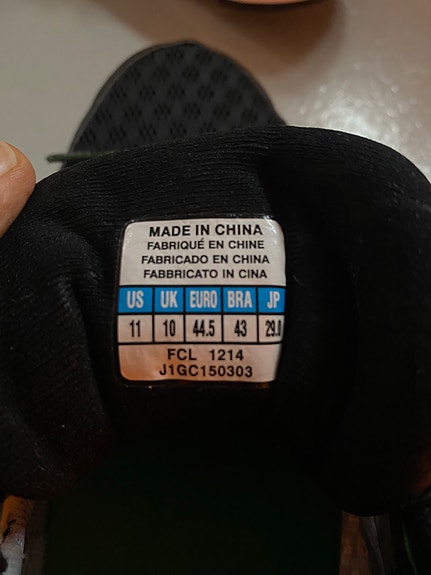 MADE IN CHINA
FABRIQUÉ EN CHINE
FABRICADO EN CHINA
FABBRICATO IN CINA
US UK EURO BRA JP
11 10 44.5 43 29.0
FCL 1214
J1GC150303